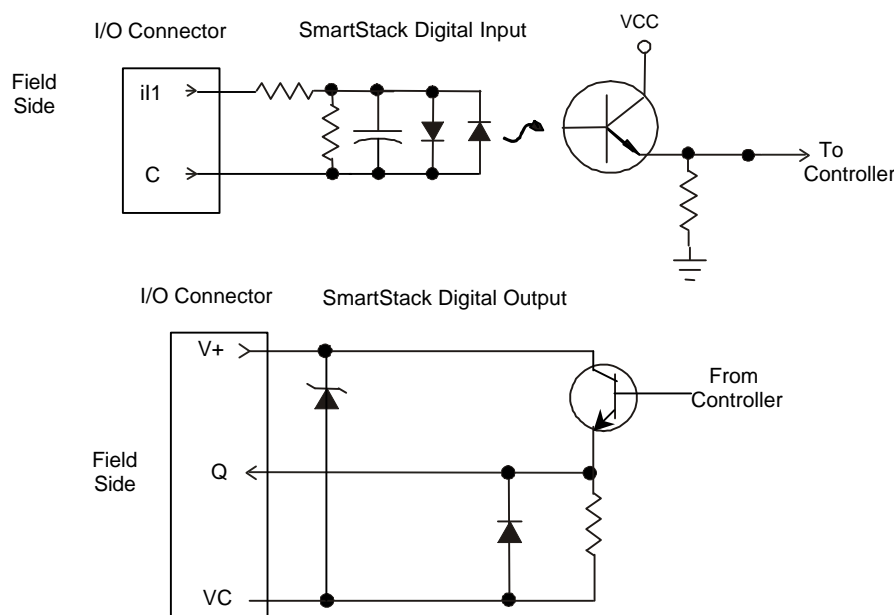 I/O Connector
SmartStack Digital Input
VCC
Field
Side
iI1
C
To
Controller
I/O Connector
SmartStack Digital Output
V+
From
Controller
Field
Side
Q
VC